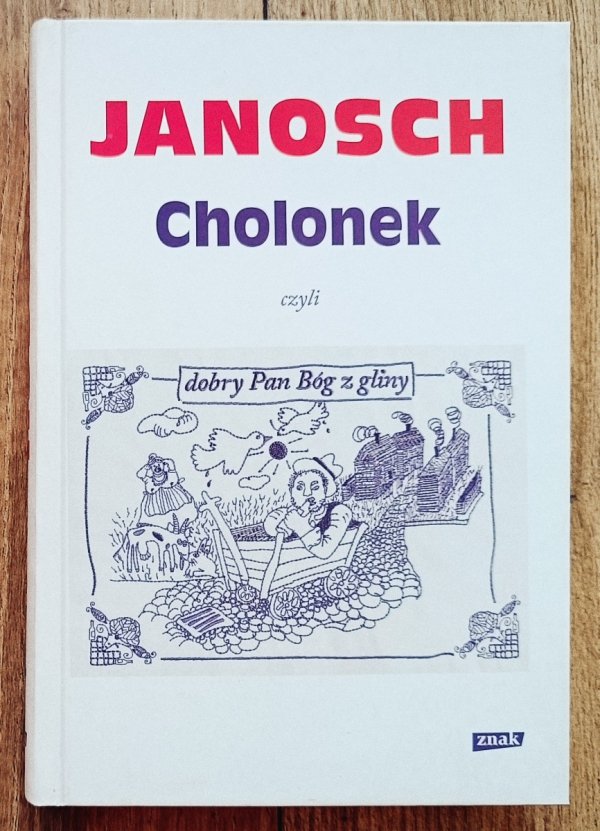 JANOSCH
Cholonek
czyli
dobry Pan Bóg z gliny
znak